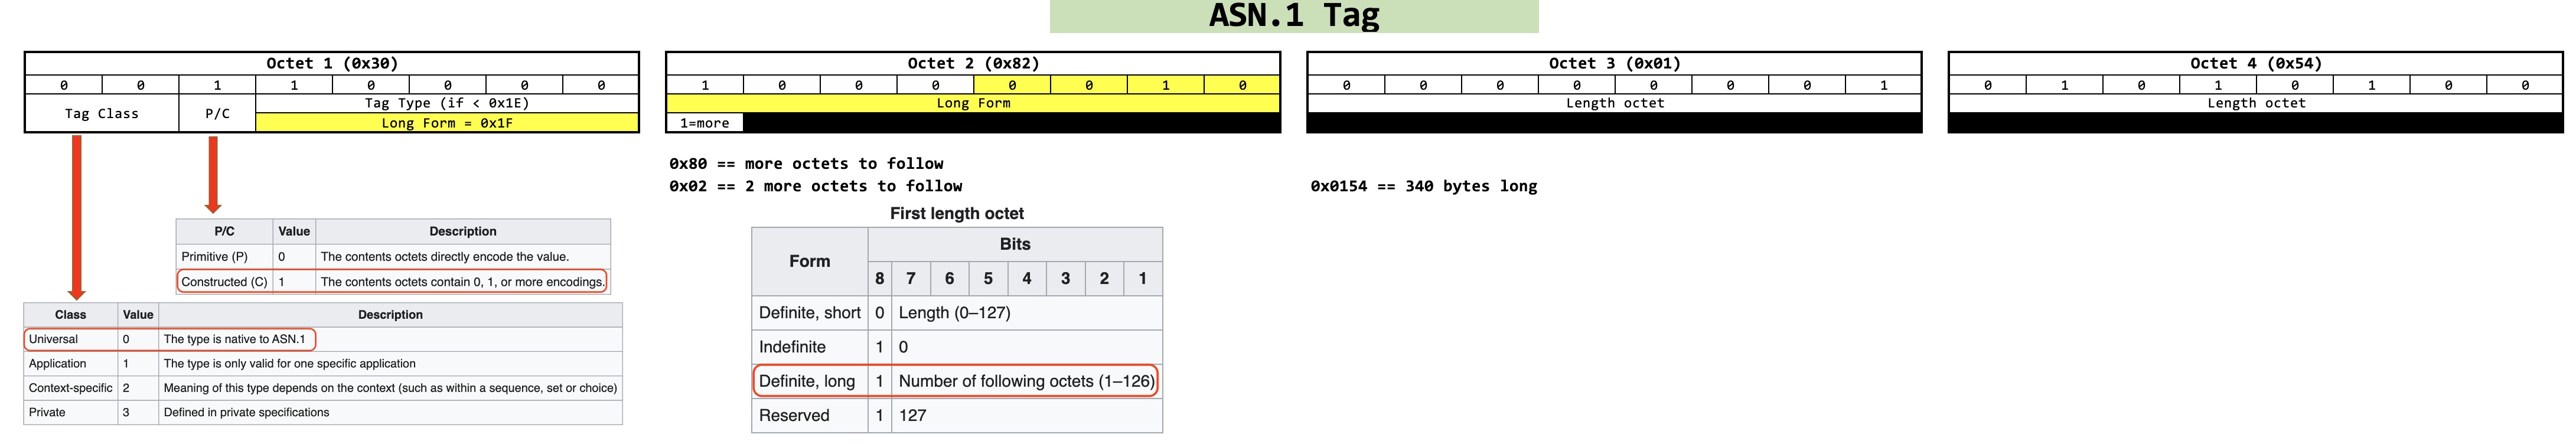 ASN.1 Tag
Octet 1 (0x30)
0 0 1 1 0 0 0 0
Tag Class
P/C
Tag Type (if < 0x1E)
Long Form = 0x1F
Octet 2 (0x82)
1 0 0 0 0 0 1 0
Long Form
1=more
Octet 3 (0x01)
0 0 0 0 0 0 0 1
Length octet
Octet 4 (0x54)
0 1 0 1 0 1 0 0
Length octet
0x80 == more octets to follow
0x02 == 2 more octets to follow
0x0154 == 340 bytes long
P/C Value Description
Primitive (P) 0 The contents octets directly encode the value.
Constructed (C) 1 The contents octets contain 0, 1, or more encodings.
Class Value Description
Universal 0 The type is native to ASN.1
Application 1 The type is only valid for one specific application
Context-specific 2 Meaning of this type depends on the context (such as within a sequence, set or choice)
Private 3 Defined in private specifications
First length octet
Form Bits
8 7 6 5 4 3 2 1
Definite, short 0 Length (0–127)
Indefinite 1 0
Definite, long 1 Number of following octets (1–126)
Reserved 1 127